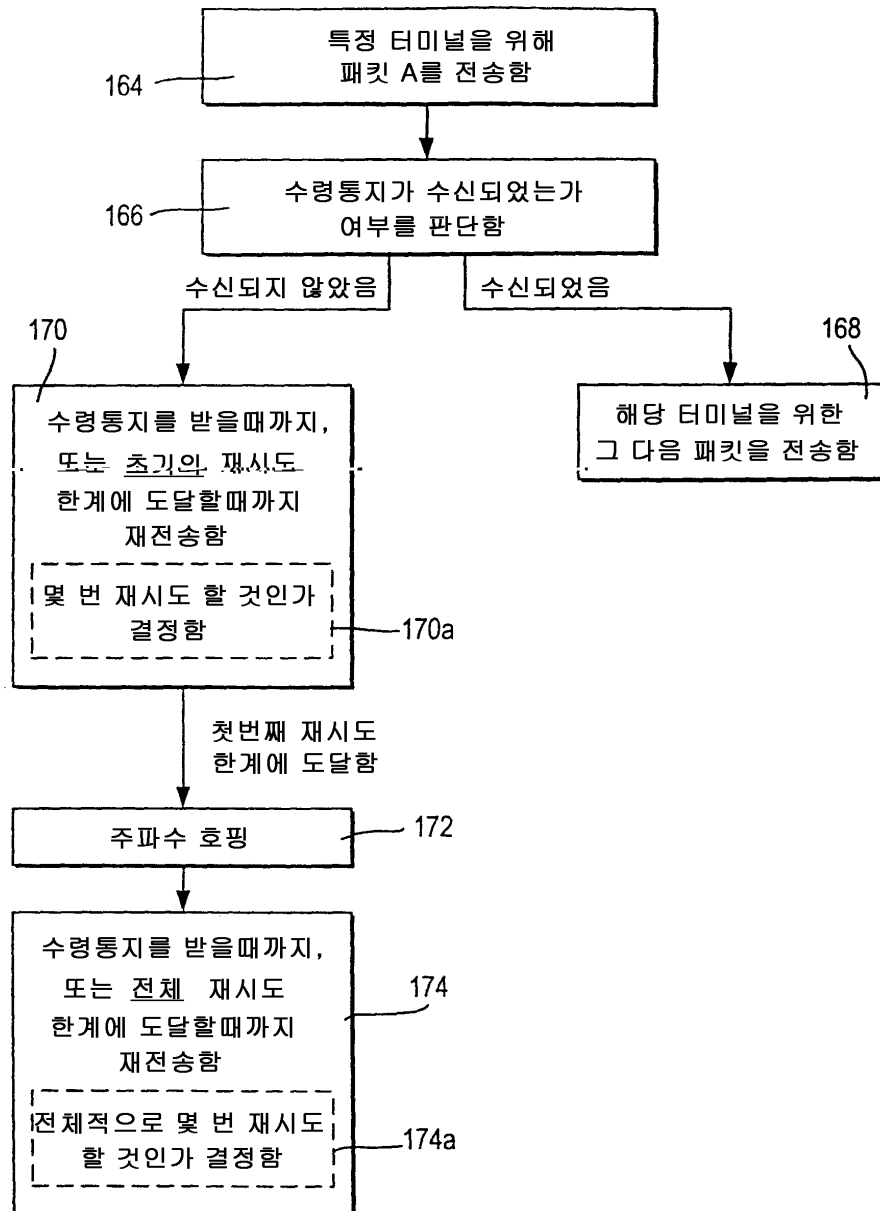 특정 터미널을 위해
패킷 A를 전송함
164
수령통지가 수신되었는가
여부를 판단함
166
수신되지 않았음
수신되었음
170
168
수령통지를 받을때까지,
또는 초기의 재시도
한계에 도달할때까지
재전송함
몇 번 재시도 할 것인가
결정함
170a
해당 터미널을 위한
그 다음 패킷을 전송함
첫번째 재시도
한계에 도달함
주파수 호핑
172
수령통지를 받을때까지,
또는 전체 재시도
한계에 도달할때까지
재전송함
174
전체적으로 몇 번 재시도
할 것인가 결정함
174a